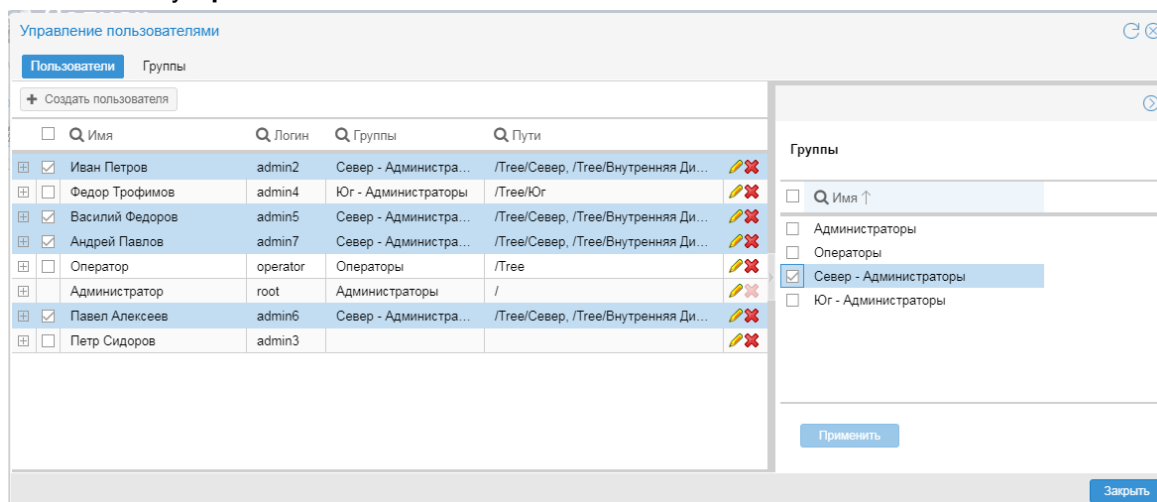 Управление пользователями
Пользователи Группы
Создать пользователя
Имя Логин Группы Пути
Иван Петров admin2 Север - Администра... /Tree/Север, /Tree/Внутренняя Ди...
Федор Трофимов admin4 Юг - Администраторы /Tree/Юг
Василий Федоров admin5 Север - Администра... /Tree/Север, /Tree/Внутренняя Ди...
Андрей Павлов admin7 Север - Администра... /Tree/Север, /Tree/Внутренняя Ди...
Оператор operator Операторы /Tree
Администратор root Администраторы /
Павел Алексеев admin6 Север - Администра... /Tree/Север, /Tree/Внутренняя Ди...
Петр Сидоров admin3
Группы
Имя ↑
Администраторы
Операторы
Север - Администраторы
Юг - Администраторы
Применить
Закрыть